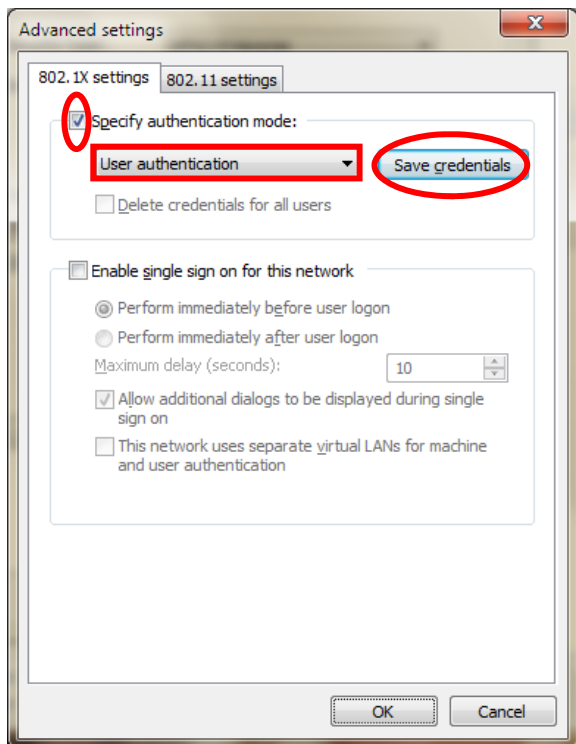 Advanced settings
802.1X settings 802.11 settings
Specify authentication mode:
User authentication Save credentials
Delete credentials for all users
Enable single sign on for this network
Perform immediately before user logon
Perform immediately after user logon
Maximum delay (seconds): 10
Allow additional dialogs to be displayed during single
sign on
This network uses separate virtual LANs for machine
and user authentication
OK Cancel